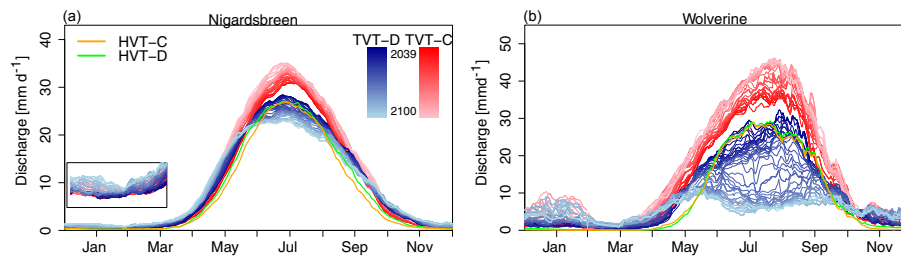 (a) Nigardsbreen
Discharge [mm d⁻¹]
40
30
20
10
0
HVT−C
HVT−D
TVT−D TVT−C
2039
2100
Jan Mar May Jul Sep Nov
(b) Wolverine
Discharge [mmd⁻¹]
50
40
30
20
10
0
Jan Mar May Jul Sep Nov